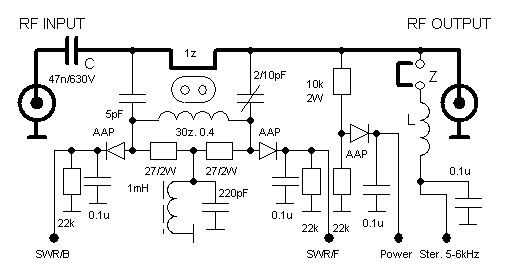 RF INPUT
RF OUTPUT
1z
C
47n/630V
2/10pF
10k
2W
Z
5pF
L
AAP
30z. 0.4
AAP
AAP
27/2W
27/2W
0.1u
1mH
220pF
0.1u
0.1u
0.1u
22k
22k
22k
SWR/B
SWR/F
Power
Ster. 5-6kHz